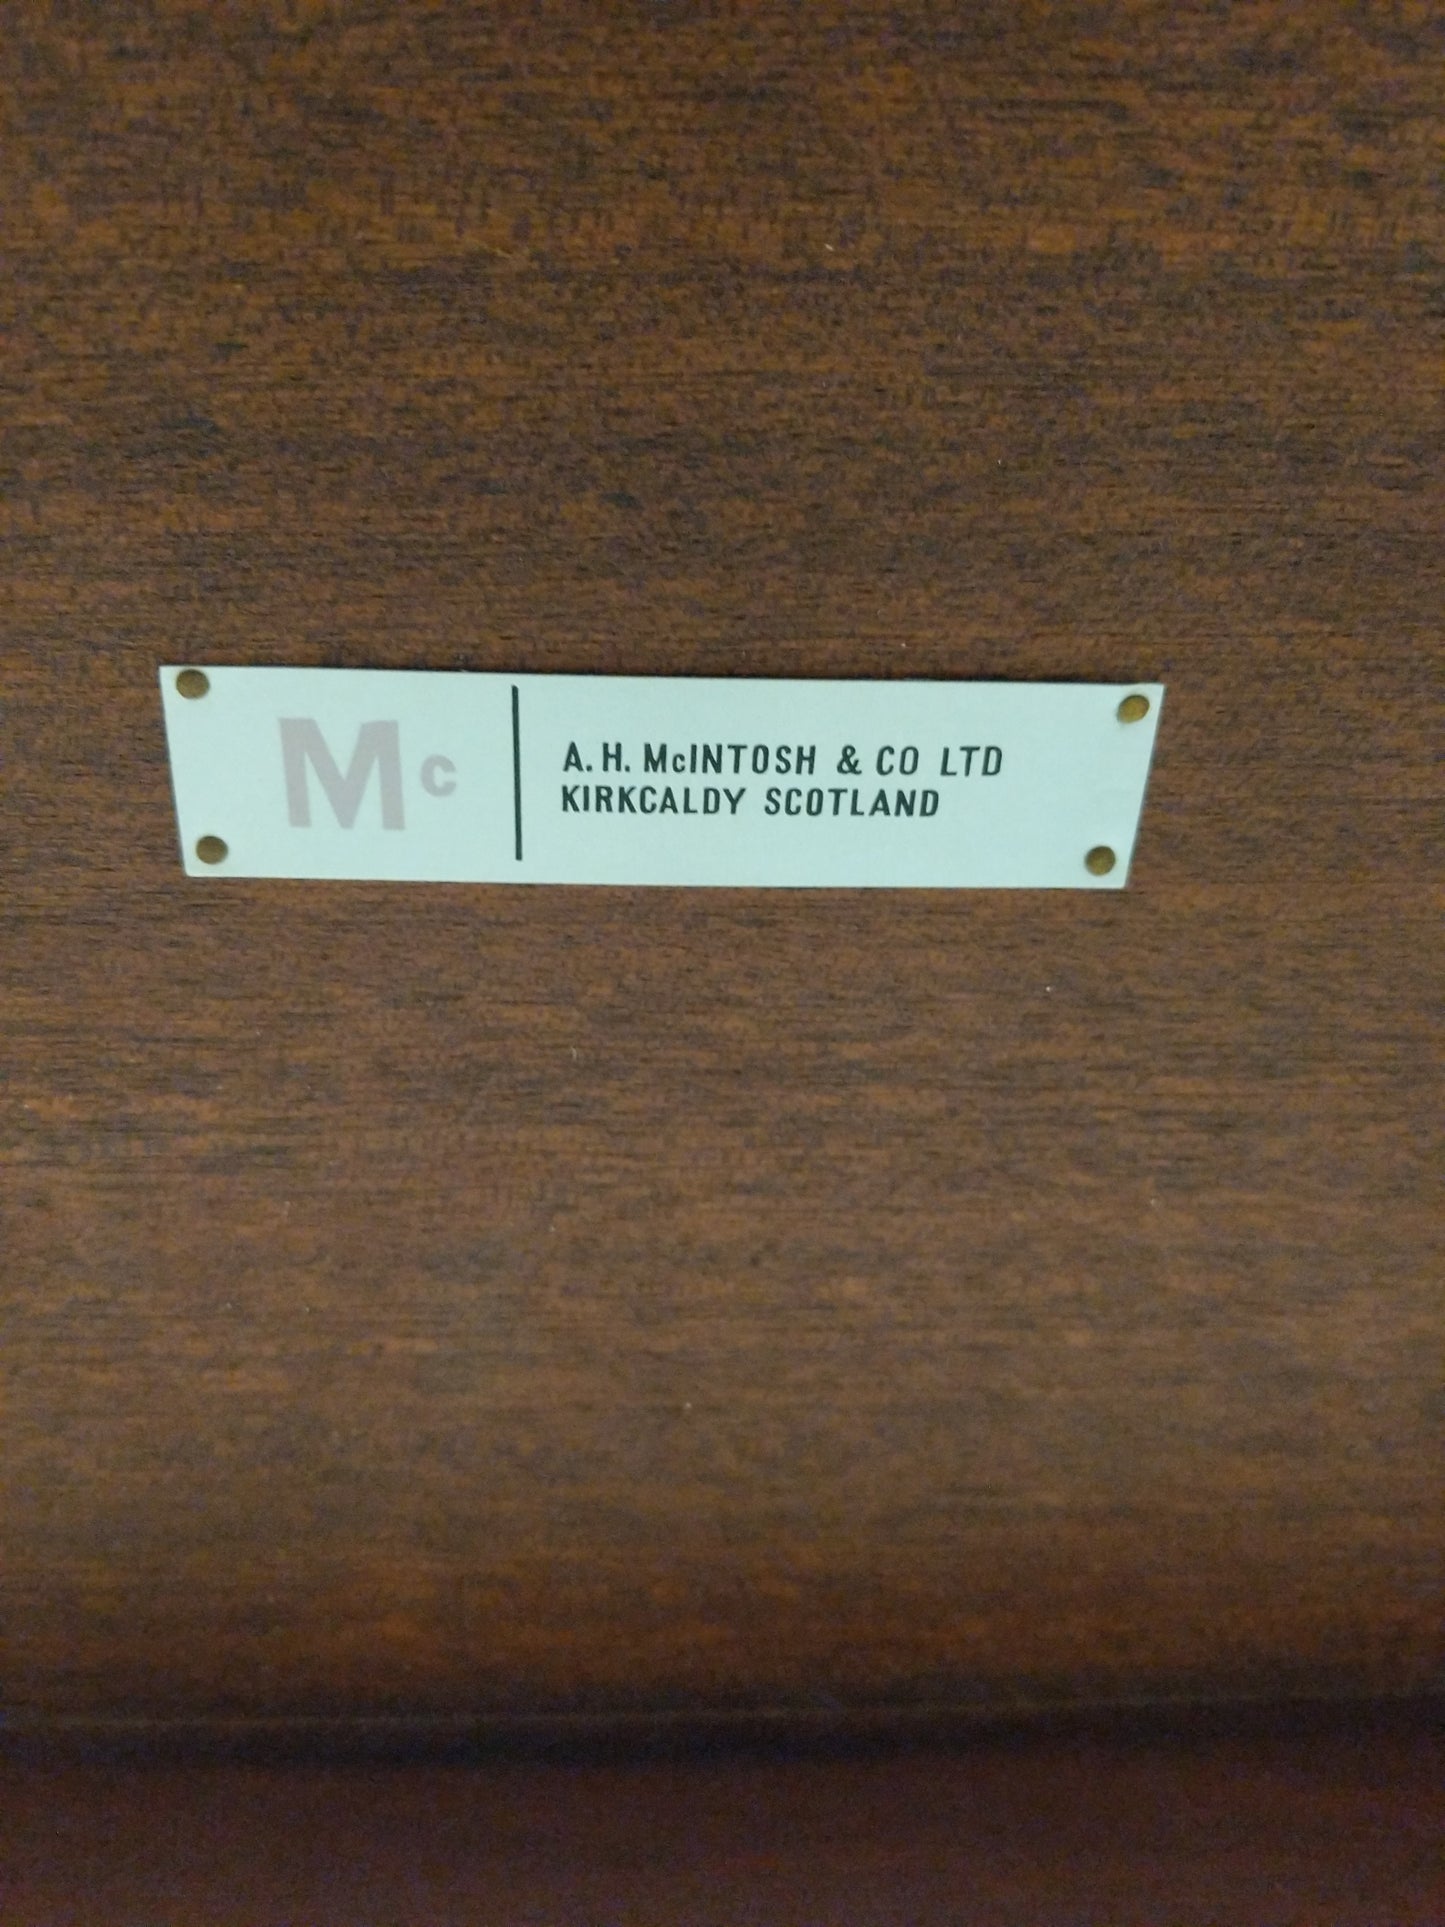 Mc
A. H. McINTOSH & CO LTD
KIRKCALDY SCOTLAND